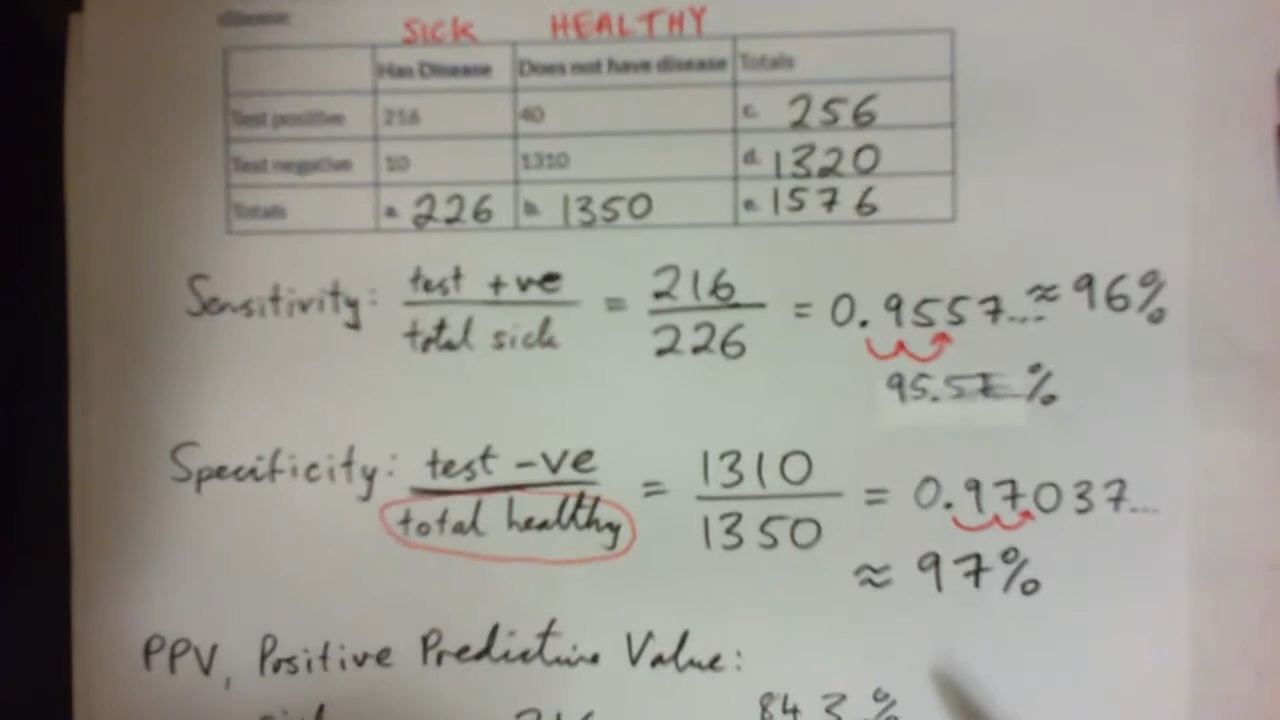 disease
SICK HEALTHY
Has Disease Does not have disease Totals
Test positive 216 40 c. 256
Test negative 10 1310 d. 1320
Totals a. 226 b. 1350 e. 1576
Sensitivity: test +ve / total sick = 216 / 226 = 0.9557... ≈ 96%
%
Specificity: test -ve / total healthy = 1310 / 1350 = 0.97037...
≈ 97%
PPV, Positive Predictive Value:
84.3 %